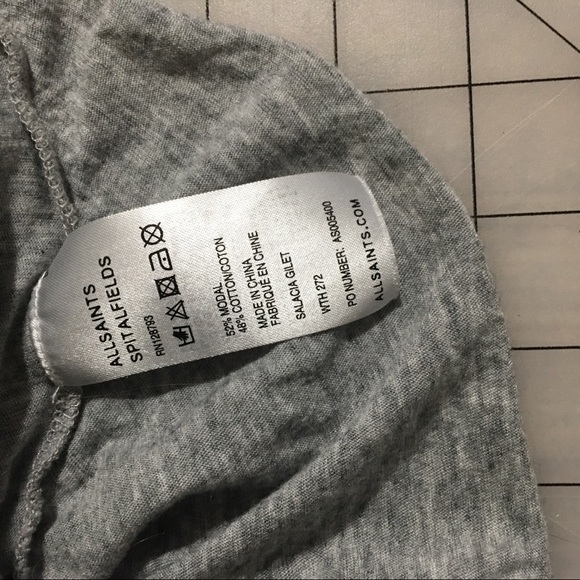 ALLSAINTS
SPITALFIELDS
RN126793
52% MODAL
48% COTTON\COTON
MADE IN CHINA
FABRIQUÉ EN CHINE
SALACIA GILET
WTH 272
PO NUMBER: AS005400
ALLSAINTS.COM